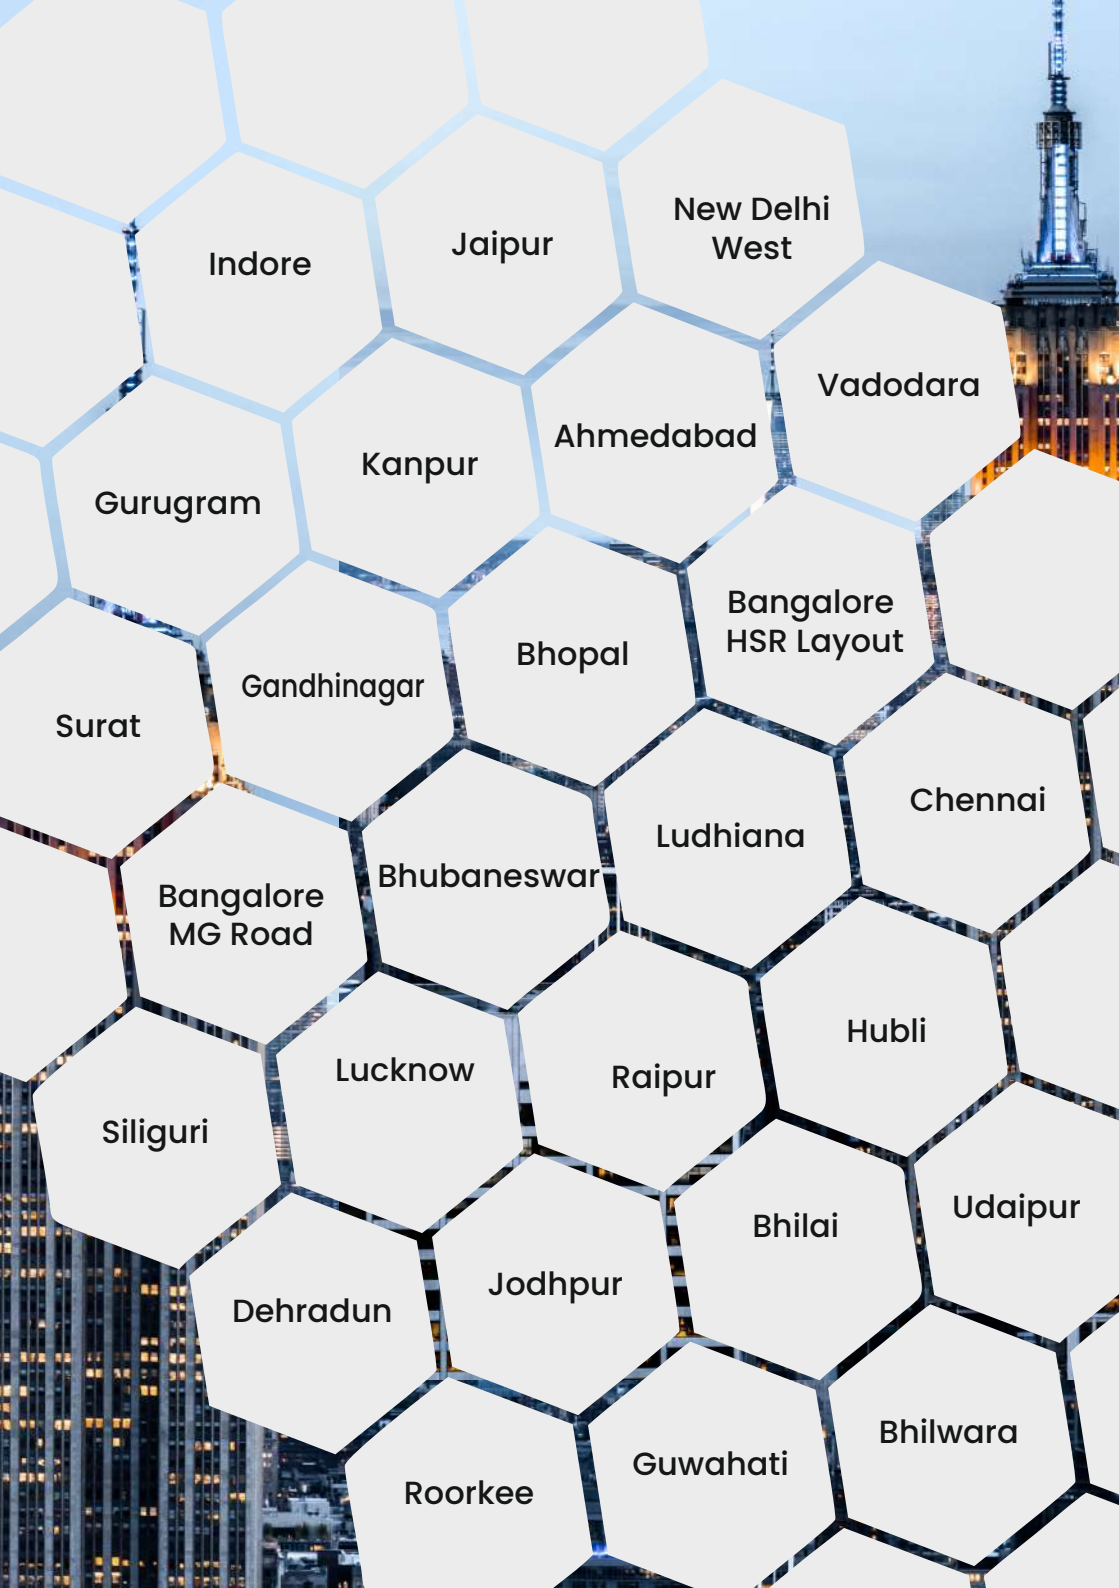 New Delhi
West
Jaipur
Indore
Vadodara
Ahmedabad
Kanpur
Gurugram
Bangalore
HSR Layout
Bhopal
Gandhinagar
Surat
Chennai
Ludhiana
Bhubaneswar
Bangalore
MG Road
Hubli
Raipur
Lucknow
Siliguri
Udaipur
Bhilai
Jodhpur
Dehradun
Bhilwara
Guwahati
Roorkee